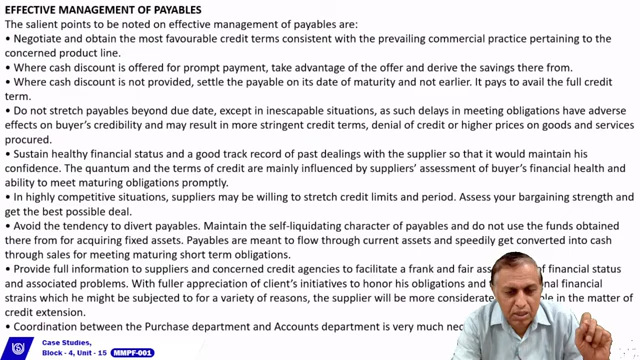 EFFECTIVE MANAGEMENT OF PAYABLES
The salient points to be noted on effective management of payables are:
• Negotiate and obtain the most favourable credit terms consistent with the prevailing commercial practice pertaining to the
concerned product line.
• Where cash discount is offered for prompt payment, take advantage of the offer and derive the savings there from.
• Where cash discount is not provided, settle the payable on its date of maturity and not earlier. It pays to avail the full credit
term.
• Do not stretch payables beyond due date, except in inescapable situations, as such delays in meeting obligations have adverse
effects on buyer's credibility and may result in more stringent credit terms, denial of credit or higher prices on goods and services
procured.
• Sustain healthy financial status and a good track record of past dealings with the supplier so that it would maintain his
confidence. The quantum and the terms of credit are mainly influenced by suppliers' assessment of buyer's financial health and
ability to meet maturing obligations promptly.
• In highly competitive situations, suppliers may be willing to stretch credit limits and period. Assess your bargaining strength and
get the best possible deal.
• Avoid the tendency to divert payables. Maintain the self-liquidating character of payables and do not use the funds obtained
there from for acquiring fixed assets. Payables are meant to flow through current assets and speedily get converted into cash
through sales for meeting maturing short term obligations.
• Provide full information to suppliers and concerned credit agencies to facilitate a frank and fair of financial status
and associated problems. With fuller appreciation of client's initiatives to honor his obligations and financial
strains which he might be subjected to for a variety of reasons, the supplier will be more considerate in the matter of
credit extension.
• Coordination between the Purchase department and Accounts department is very much
Case Studies,
Block - 4, Unit - 15 MMPF-001